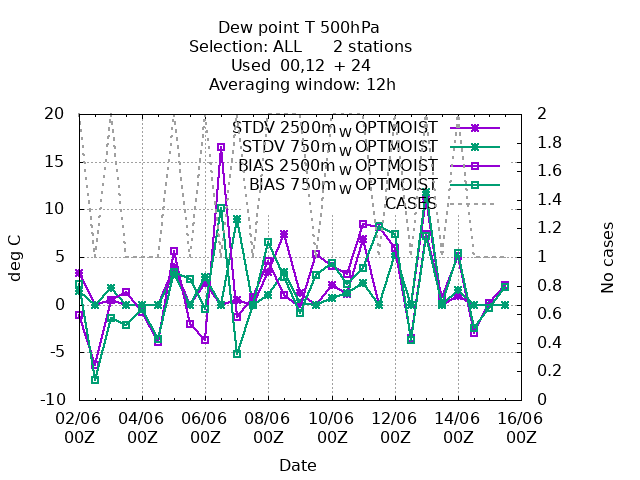 Dew point T 500hPa
Selection: ALL 2 stations
Used 00,12 + 24
Averaging window: 12h
20
15
10
5
0
-5
-10
deg C
2
1.8
1.6
1.4
1.2
1
0.8
0.6
0.4
0.2
0
No cases
STDV 2500m_W OPTMOIST
STDV 750m_W OPTMOIST
BIAS 2500m_W OPTMOIST
BIAS 750m_W OPTMOIST
CASES
02/06 04/06 06/06 08/06 10/06 12/06 14/06 16/06
00Z 00Z 00Z 00Z 00Z 00Z 00Z 00Z
Date